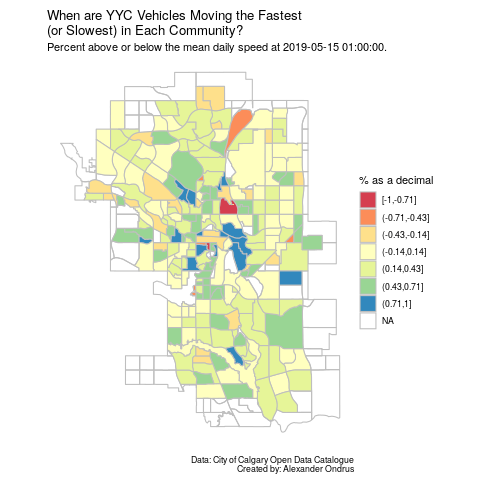 When are YYC Vehicles Moving the Fastest
(or Slowest) in Each Community?
Percent above or below the mean daily speed at 2019-05-15 01:00:00.
% as a decimal
[-1,-0.71]
(-0.71,-0.43]
(-0.43,-0.14]
(-0.14,0.14]
(0.14,0.43]
(0.43,0.71]
(0.71,1]
NA
Data: City of Calgary Open Data Catalogue
Created by: Alexander Ondrus